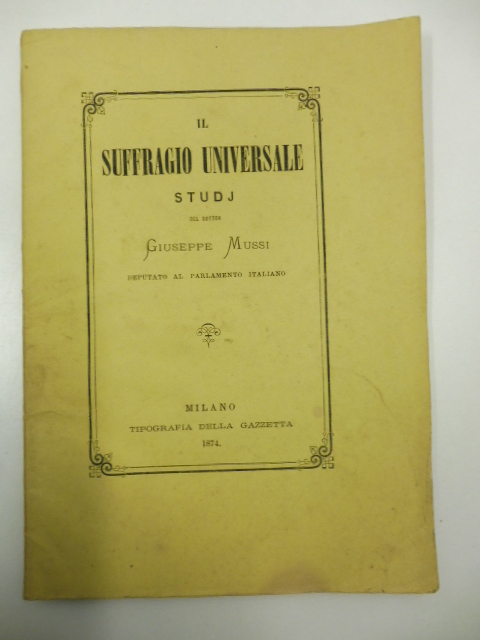 IL
SUFFRAGIO UNIVERSALE
STUDJ
DEL DOTTOR
GIUSEPPE MUSSI
DEPUTATO AL PARLAMENTO ITALIANO
MILANO
TIPOGRAFIA DELLA GAZZETTA
1874.